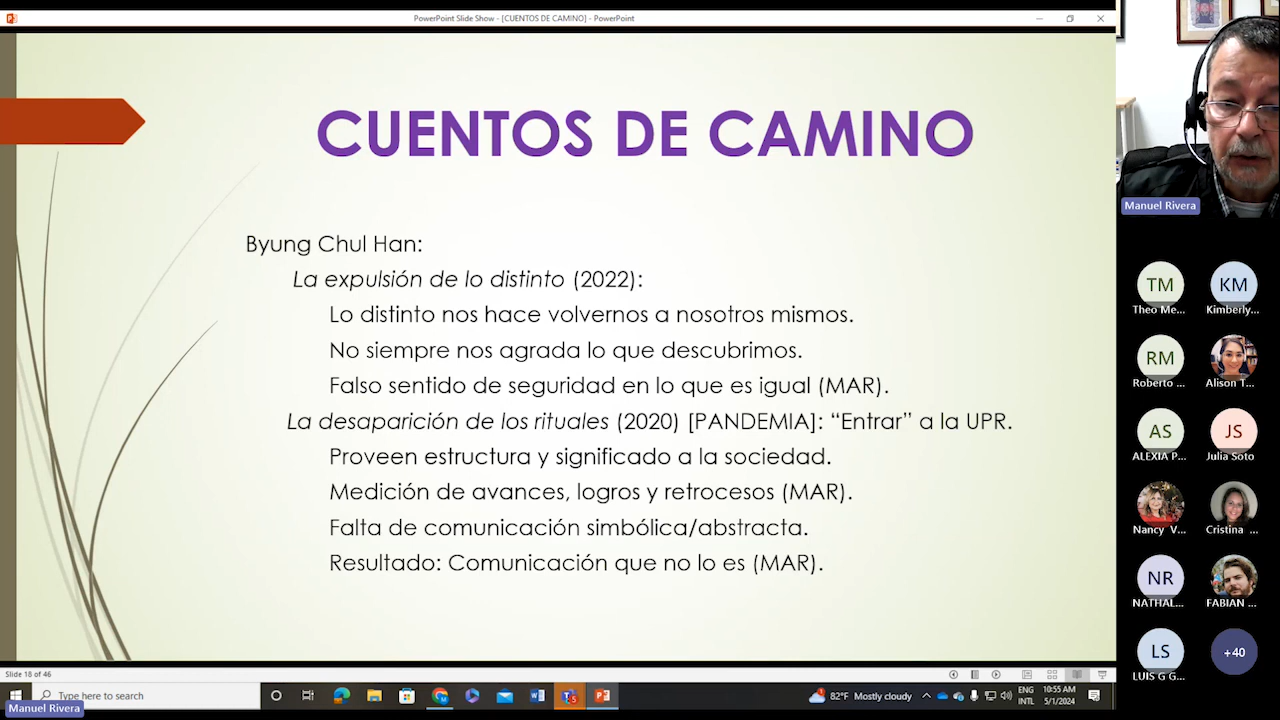 PowerPoint Slide Show - [CUENTOS DE CAMINO] - PowerPoint
CUENTOS DE CAMINO
Byung Chul Han:
La expulsión de lo distinto (2022):
Lo distinto nos hace volvernos a nosotros mismos.
No siempre nos agrada lo que descubrimos.
Falso sentido de seguridad en lo que es igual (MAR).
La desaparición de los rituales (2020) [PANDEMIA]: “Entrar” a la UPR.
Proveen estructura y significado a la sociedad.
Medición de avances, logros y retrocesos (MAR).
Falta de comunicación simbólica/abstracta.
Resultado: Comunicación que no lo es (MAR).
Slide 18 of 46
Type here to search
82°F Mostly cloudy
ENG
INTL
10:55 AM
5/1/2024
Manuel Rivera
Manuel Rivera
TM
Theo Me...
KM
Kimberly...
RM
Roberto ...
Alison T...
AS
ALEXIA P...
JS
Julia Soto
Nancy V...
Cristina ...
NR
NATHAL...
FABIAN ...
LS
LUIS G G...
+40